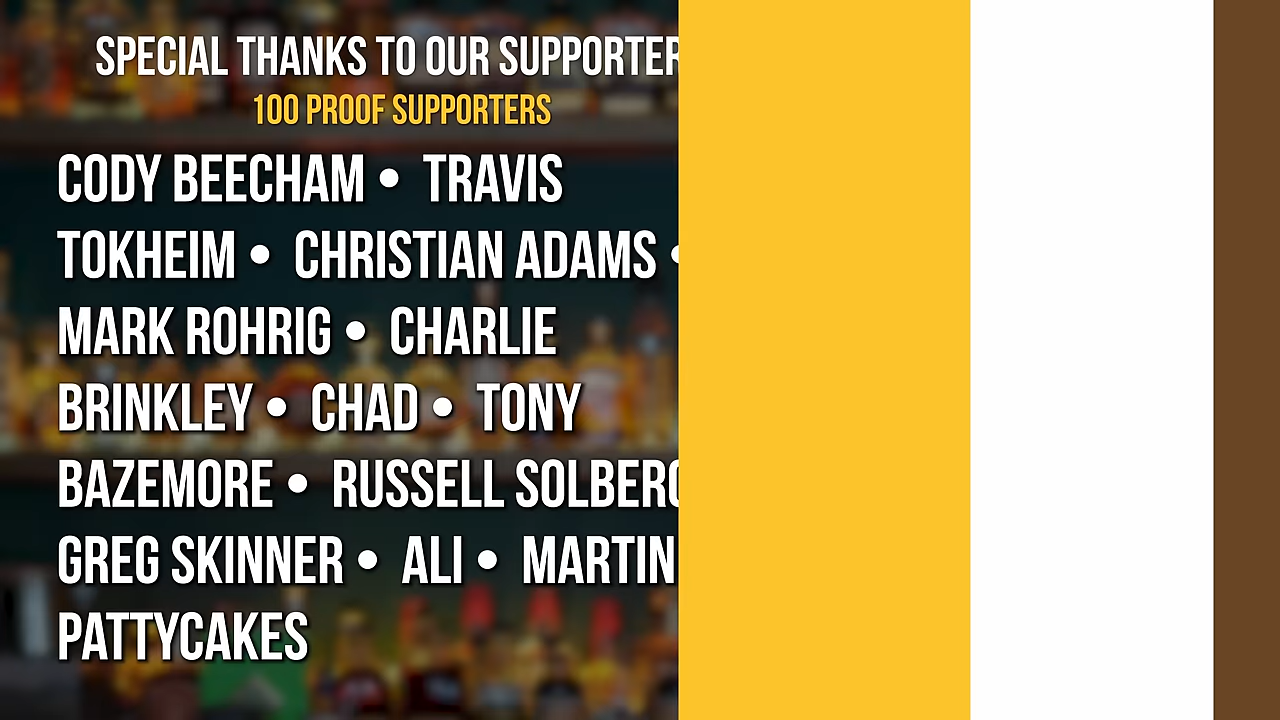 SPECIAL THANKS TO OUR SUPPORTER
100 PROOF SUPPORTERS
CODY BEECHAM • TRAVIS
TOKHEIM • CHRISTIAN ADAMS •
MARK ROHRIG • CHARLIE
BRINKLEY • CHAD • TONY
BAZEMORE • RUSSELL SOLBERG
GREG SKINNER • ALI • MARTIN
PATTYCAKES